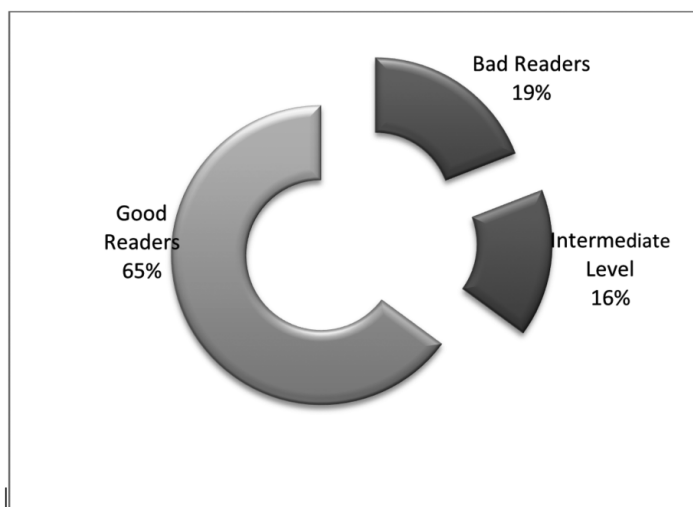 Bad Readers
19%
Good
Readers
65%
Intermediate
Level
16%